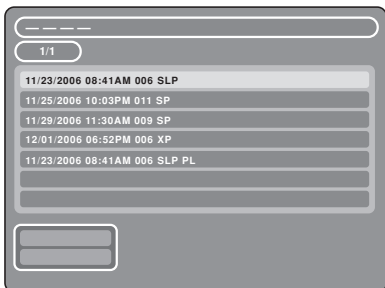 — — — —
1/1
11/23/2006 08:41AM 006 SLP
11/25/2006 10:03PM 011 SP
11/29/2006 11:30AM 009 SP
12/01/2006 06:52PM 006 XP
11/23/2006 08:41AM 006 SLP PL